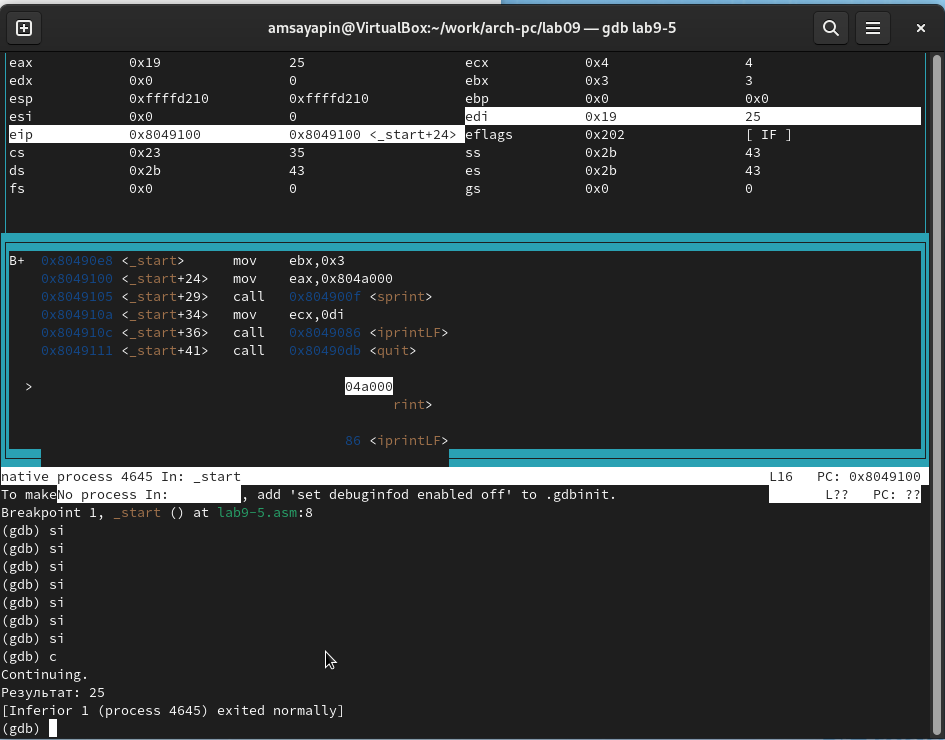 amsayapin@VirtualBox:~/work/arch-pc/lab09 — gdb lab9-5
eax 0x19 25 ecx 0x4 4
edx 0x0 0 ebx 0x3 3
esp 0xffffd210 0xffffd210 ebp 0x0 0x0
esi 0x0 0 edi 0x19 25
eip 0x8049100 0x8049100 <_start+24> eflags 0x202 [ IF ]
cs 0x23 35 ss 0x2b 43
ds 0x2b 43 es 0x2b 43
fs 0x0 0 gs 0x0 0
B+ 0x80490e8 <_start> mov ebx,0x3
0x8049100 <_start+24> mov eax,0x804a000
0x8049105 <_start+29> call 0x804900f <sprint>
0x804910a <_start+34> mov ecx,0di
0x804910c <_start+36> call 0x8049086 <iprintLF>
0x8049111 <_start+41> call 0x80490db <quit>
> 04a000
rint>
86 <iprintLF>
native process 4645 In: _start L16 PC: 0x8049100
To makeNo process In: , add 'set debuginfod enabled off' to .gdbinit. L?? PC: ??
Breakpoint 1, _start () at lab9-5.asm:8
(gdb) si
(gdb) si
(gdb) si
(gdb) si
(gdb) si
(gdb) si
(gdb) si
(gdb) c
Continuing.
Результат: 25
[Inferior 1 (process 4645) exited normally]
(gdb)